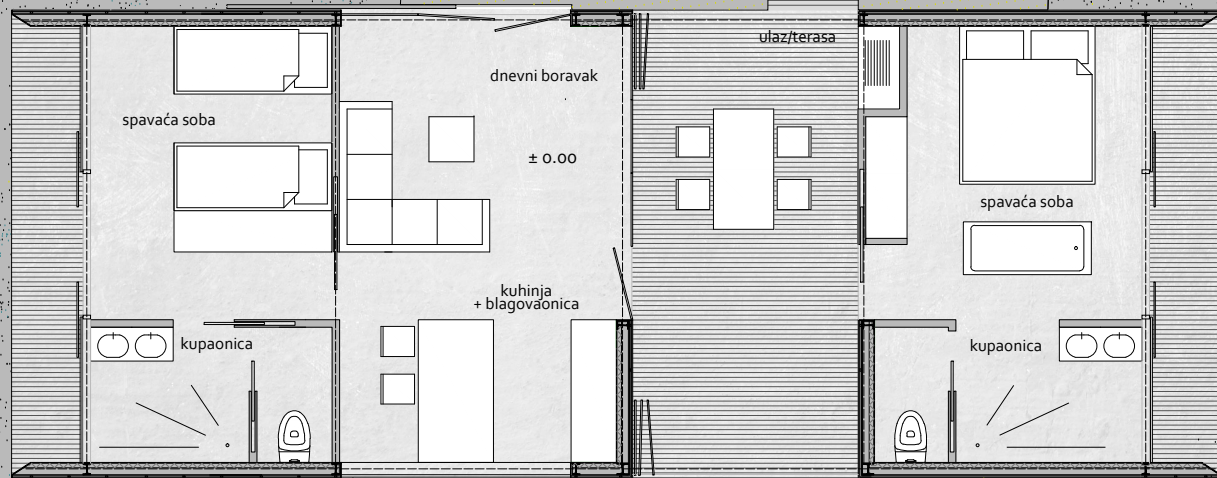 ulaz/terasa
dnevni boravak
spavaća soba
± 0.00
spavaća soba
kuhinja
+ blagovaonica
kupaonica
kupaonica